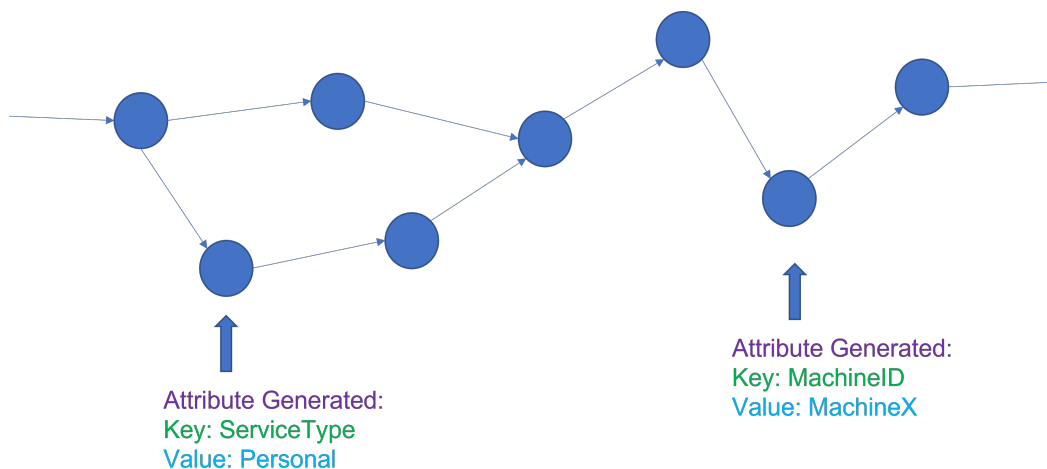 Attribute Generated:
Key: ServiceType
Value: Personal
Attribute Generated:
Key: MachineID
Value: MachineX